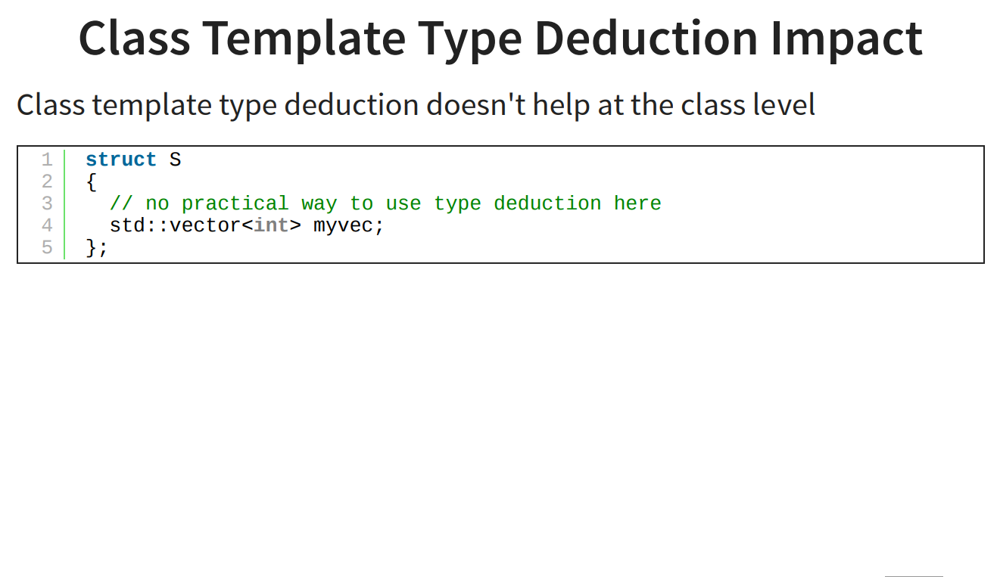 Class Template Type Deduction Impact
Class template type deduction doesn't help at the class level
1 struct S
2 {
3   // no practical way to use type deduction here
4   std::vector<int> myvec;
5 };